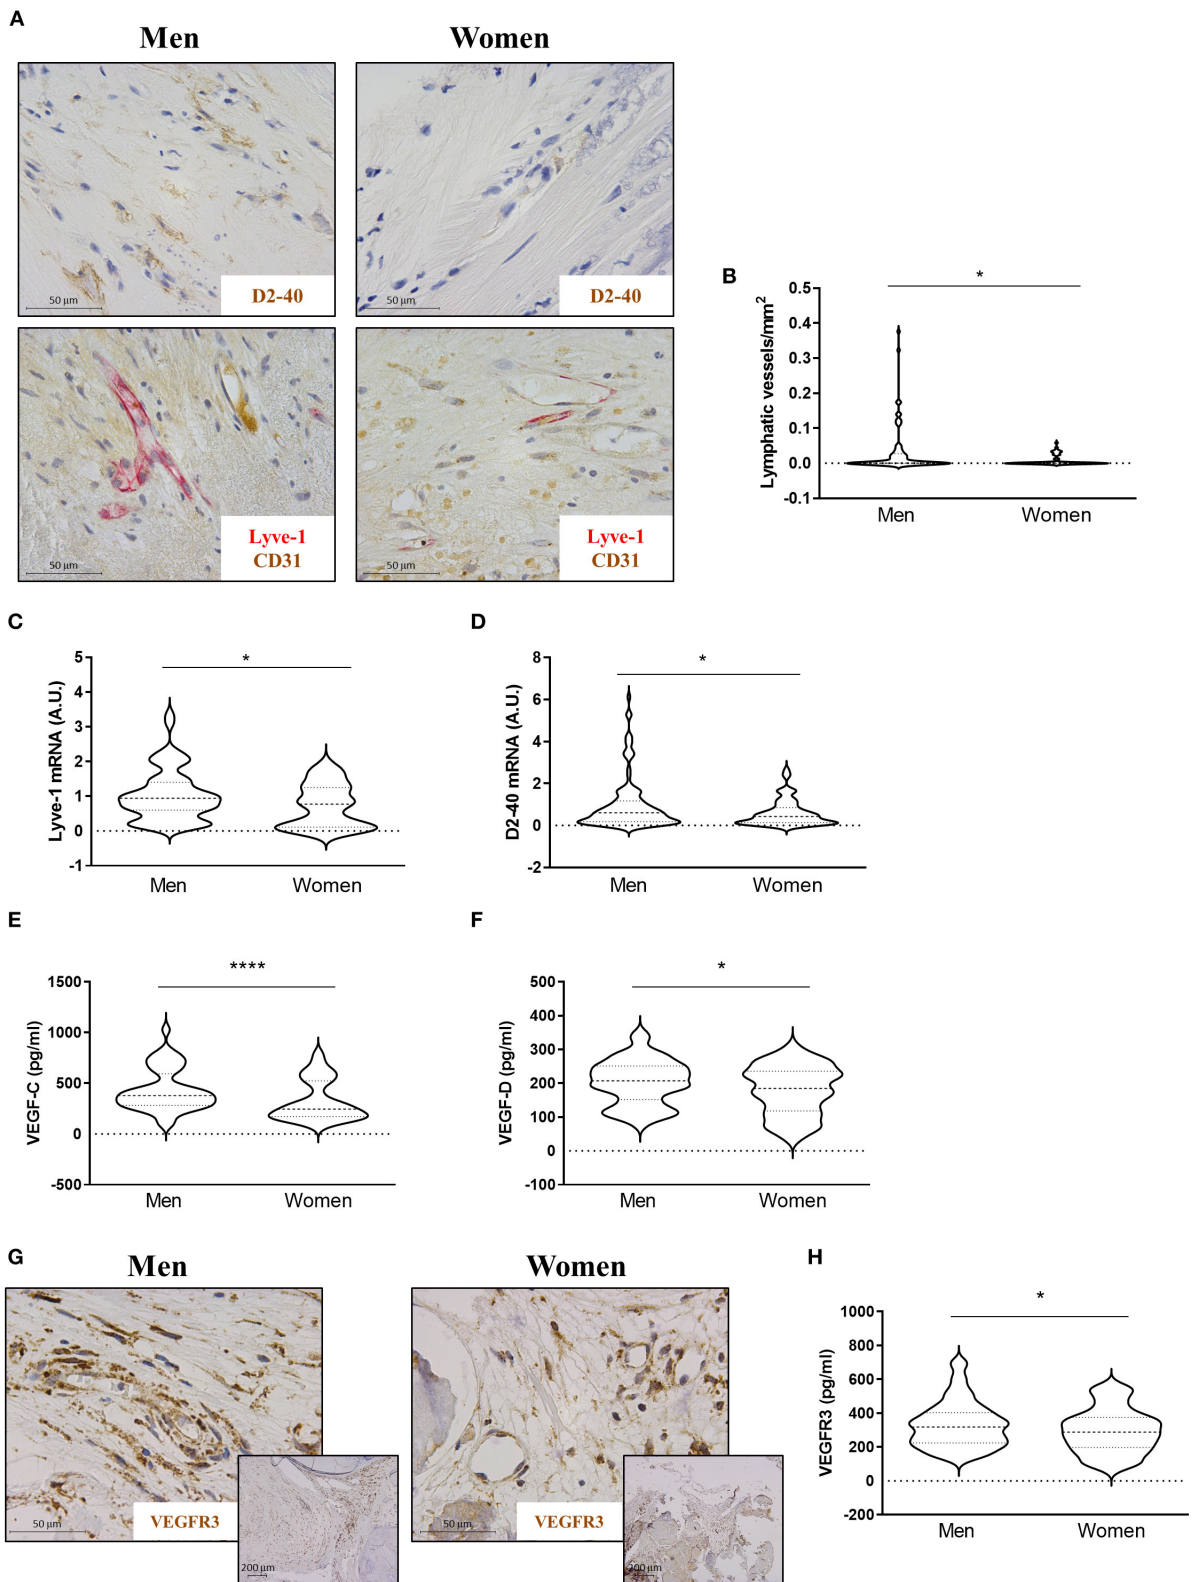 A
Men
Women
50 µm
D2-40
50 µm
D2-40
50 µm
Lyve-1
CD31
50 µm
Lyve-1
CD31
B
*
Lymphatic vessels/mm²
0.5
0.4
0.3
0.2
0.1
0.0
-0.1
Men
Women
C
*
Lyve-1 mRNA (A.U.)
5
4
3
2
1
0
-1
Men
Women
D
*
D2-40 mRNA (A.U.)
8
6
4
2
0
-2
Men
Women
E
****
VEGF-C (pg/ml)
1500
1000
500
0
-500
Men
Women
F
*
VEGF-D (pg/ml)
500
400
300
200
100
0
-100
Men
Women
G
Men
Women
50 µm
VEGFR3
200 µm
50 µm
VEGFR3
200 µm
H
*
VEGFR3 (pg/ml)
1000
800
600
400
200
0
-200
Men
Women